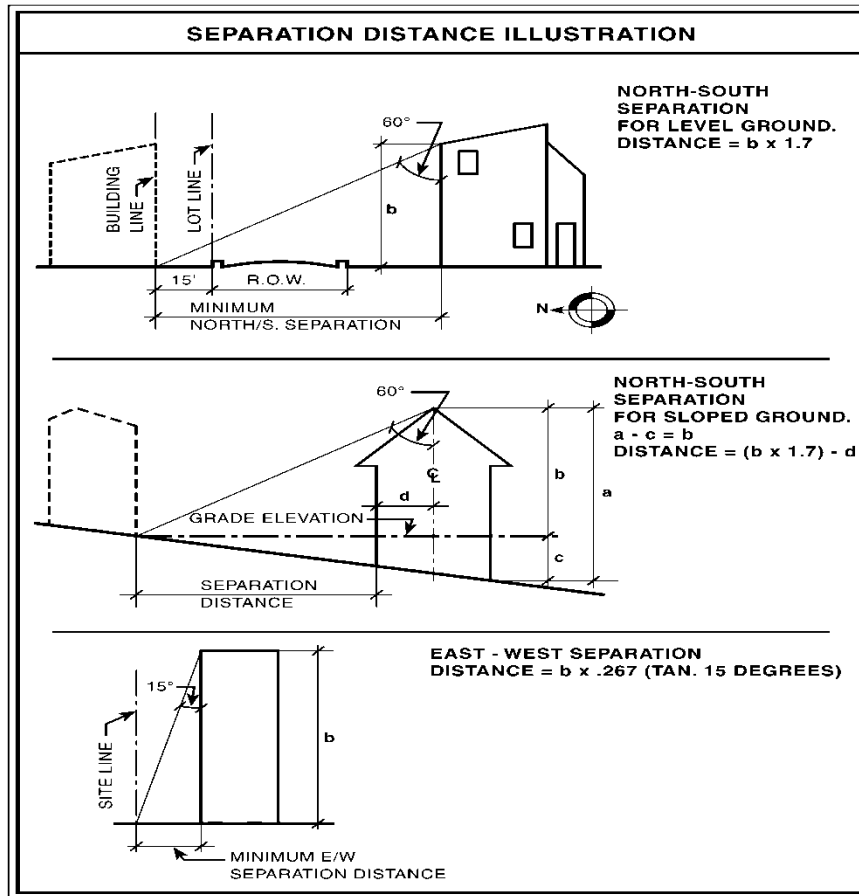 SEPARATION DISTANCE ILLUSTRATION
NORTH-SOUTH
SEPARATION
FOR LEVEL GROUND.
DISTANCE = b x 1.7
60°
BUILDING
LINE
LOT LINE
b
15'
R.O.W.
MINIMUM
NORTH/S. SEPARATION
N
NORTH-SOUTH
SEPARATION
FOR SLOPED GROUND.
a - c = b
DISTANCE = (b x 1.7) - d
60°
℄
d
b
a
GRADE ELEVATION
c
SEPARATION
DISTANCE
EAST - WEST SEPARATION
DISTANCE = b x .267 (TAN. 15 DEGREES)
15°
SITE LINE
b
MINIMUM E/W
SEPARATION DISTANCE